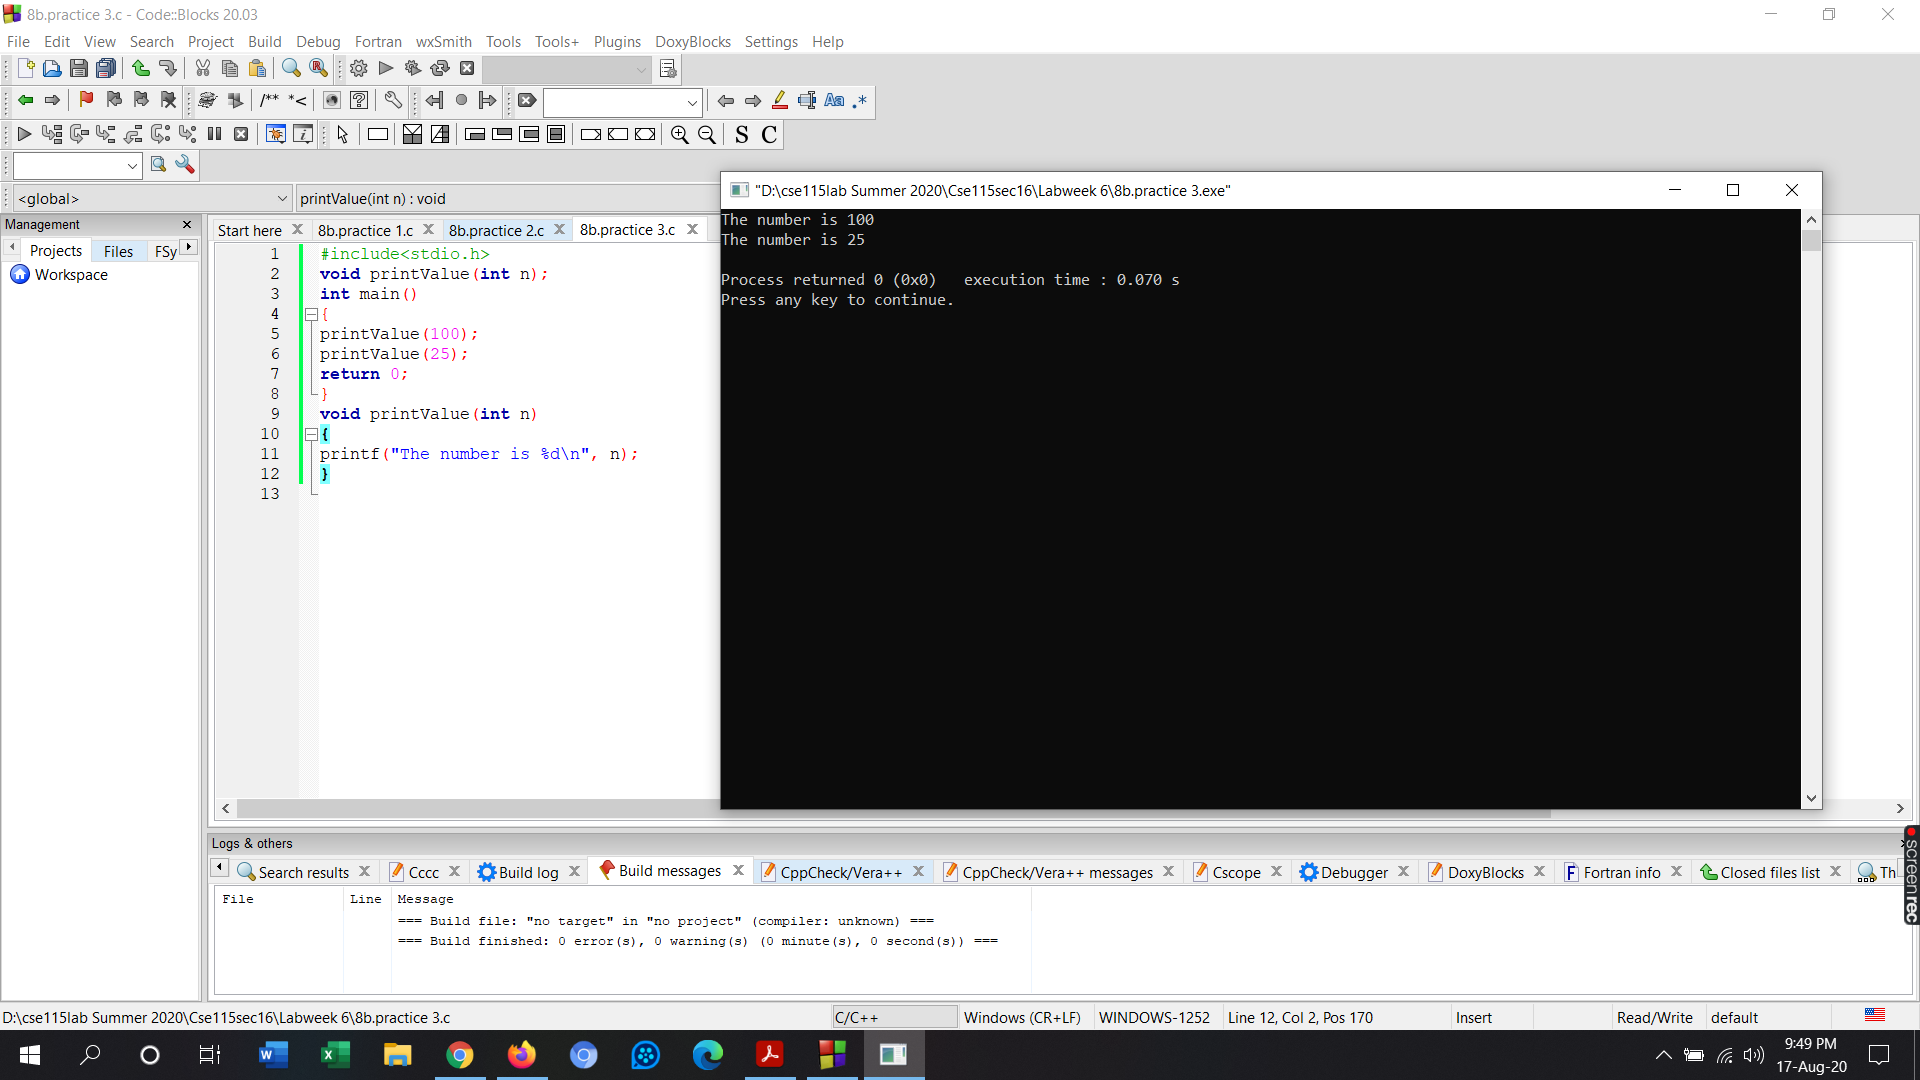 8b.practice 3.c - Code::Blocks 20.03
File Edit View Search Project Build Debug Fortran wxSmith Tools Tools+ Plugins DoxyBlocks Settings Help
/** *<
Aa .*
S C
<global> printValue(int n) : void
"D:\cse115lab Summer 2020\Cse115sec16\Labweek 6\8b.practice 3.exe"
The number is 100
The number is 25
Process returned 0 (0x0)   execution time : 0.070 s
Press any key to continue.
Management
Projects Files FSy
Workspace
Start here 8b.practice 1.c 8b.practice 2.c 8b.practice 3.c
1 #include<stdio.h>
2 void printValue(int n);
3 int main()
4 {
5 printValue(100);
6 printValue(25);
7 return 0;
8 }
9 void printValue(int n)
10 {
11 printf("The number is %d\n", n);
12 }
13
Logs & others
Search results Cccc Build log Build messages CppCheck/Vera++ CppCheck/Vera++ messages Cscope Debugger DoxyBlocks Fortran info Closed files list Th
File Line Message
=== Build file: "no target" in "no project" (compiler: unknown) ===
=== Build finished: 0 error(s), 0 warning(s) (0 minute(s), 0 second(s)) ===
screenrec
D:\cse115lab Summer 2020\Cse115sec16\Labweek 6\8b.practice 3.c C/C++ Windows (CR+LF) WINDOWS-1252 Line 12, Col 2, Pos 170 Insert Read/Write default
9:49 PM
17-Aug-20